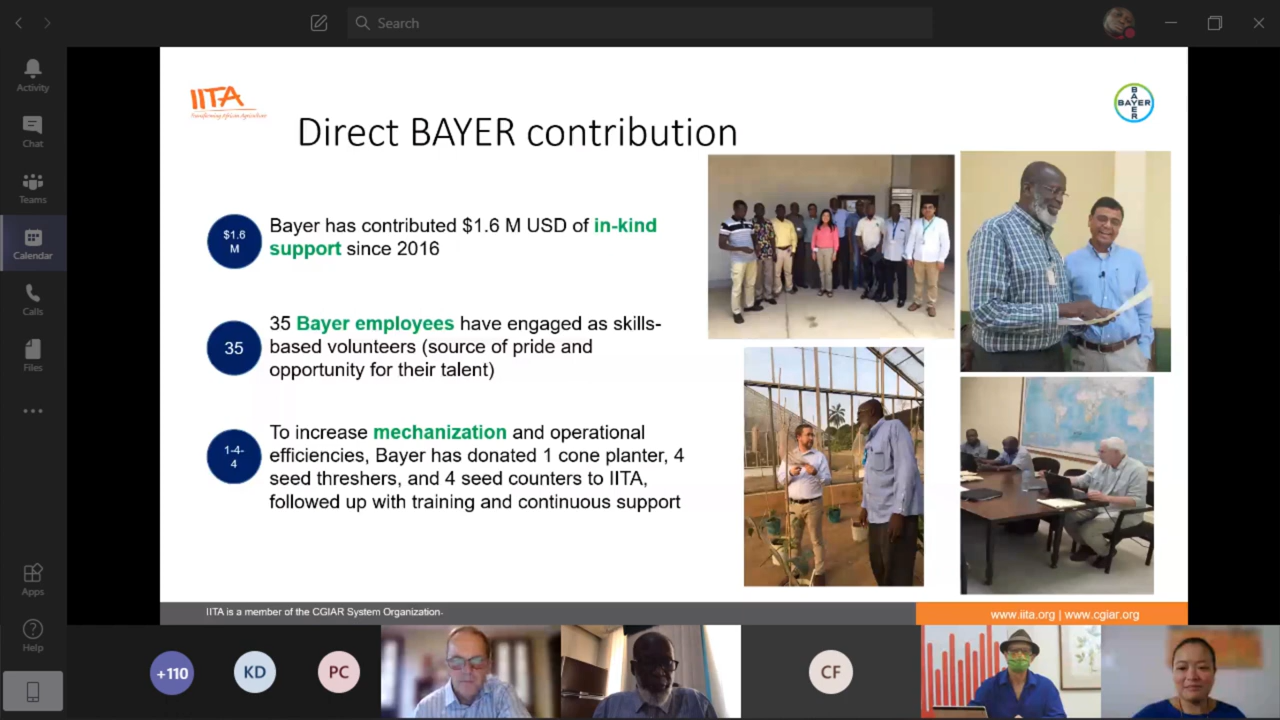 Search
Activity
Chat
Teams
Calendar
Calls
Files
Apps
Help
IITA
Transforming African Agriculture
BAYER
BAYER
Direct BAYER contribution
$1.6
M
Bayer has contributed $1.6 M USD of in-kind
support since 2016
35
35 Bayer employees have engaged as skills-
based volunteers (source of pride and
opportunity for their talent)
1-4-
4
To increase mechanization and operational
efficiencies, Bayer has donated 1 cone planter, 4
seed threshers, and 4 seed counters to IITA,
followed up with training and continuous support
IITA is a member of the CGIAR System Organization.
www.iita.org | www.cgiar.org
+110
KD
PC
CF